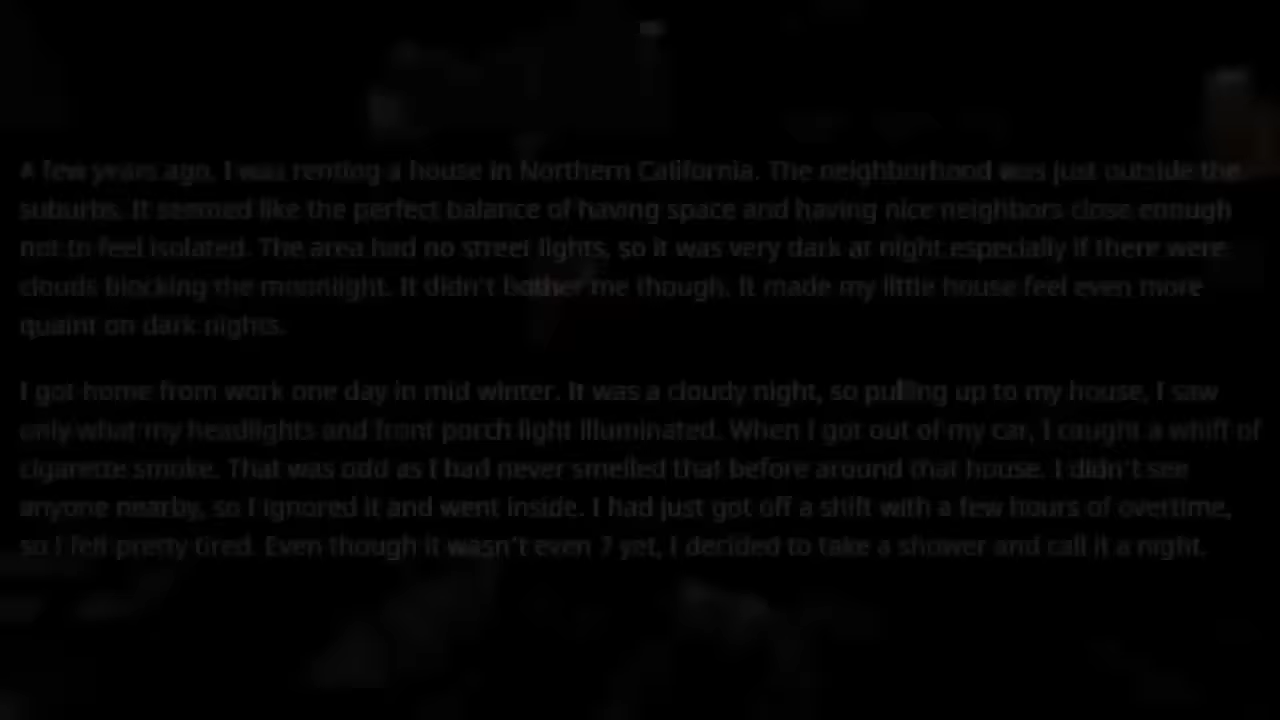 A few years ago, I was renting a house in Northern California. The neighborhood was just outside the
suburbs. It seemed like the perfect balance of having space and having nice neighbors close enough
not to feel isolated. The area had no street lights, so it was very dark at night especially if there were
clouds blocking the moonlight. It didn't bother me though. It made my little house feel even more
quaint on dark nights.
I got home from work one day in mid winter. It was a cloudy night, so pulling up to my house, I saw
only what my headlights and front porch light illuminated. When I got out of my car, I caught a whiff of
cigarette smoke. That was odd as I had never smelled that before around that house. I didn't see
anyone nearby, so I ignored it and went inside. I had just got off a shift with a few hours of overtime,
so I felt pretty tired. Even though it wasn't even 7 yet, I decided to take a shower and call it a night.